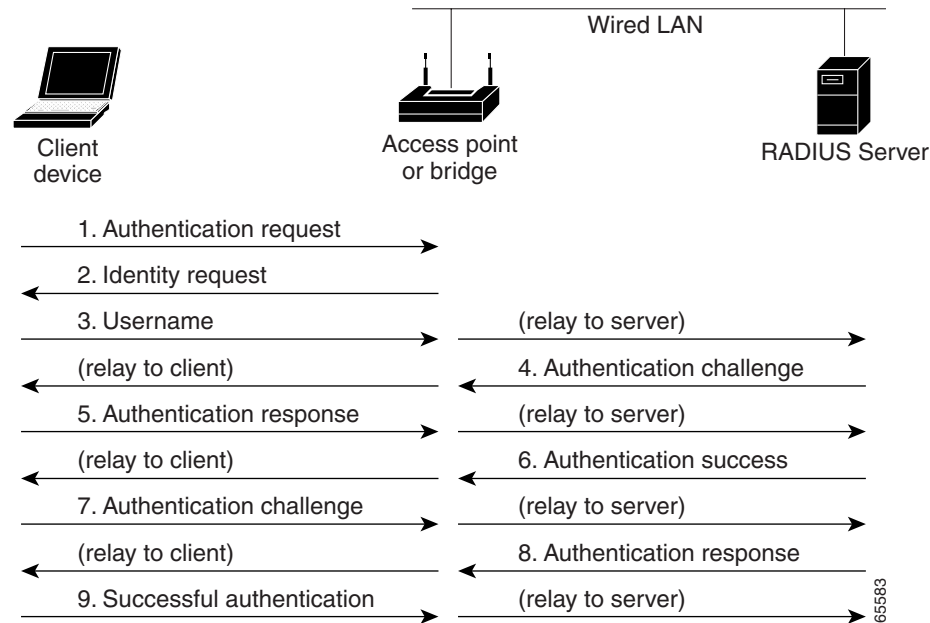 Wired LAN
Client
device
Access point
or bridge
RADIUS Server
1. Authentication request
2. Identity request
3. Username
(relay to server)
(relay to client)
4. Authentication challenge
5. Authentication response
(relay to server)
(relay to client)
6. Authentication success
7. Authentication challenge
(relay to server)
(relay to client)
8. Authentication response
9. Successful authentication
(relay to server)
65583